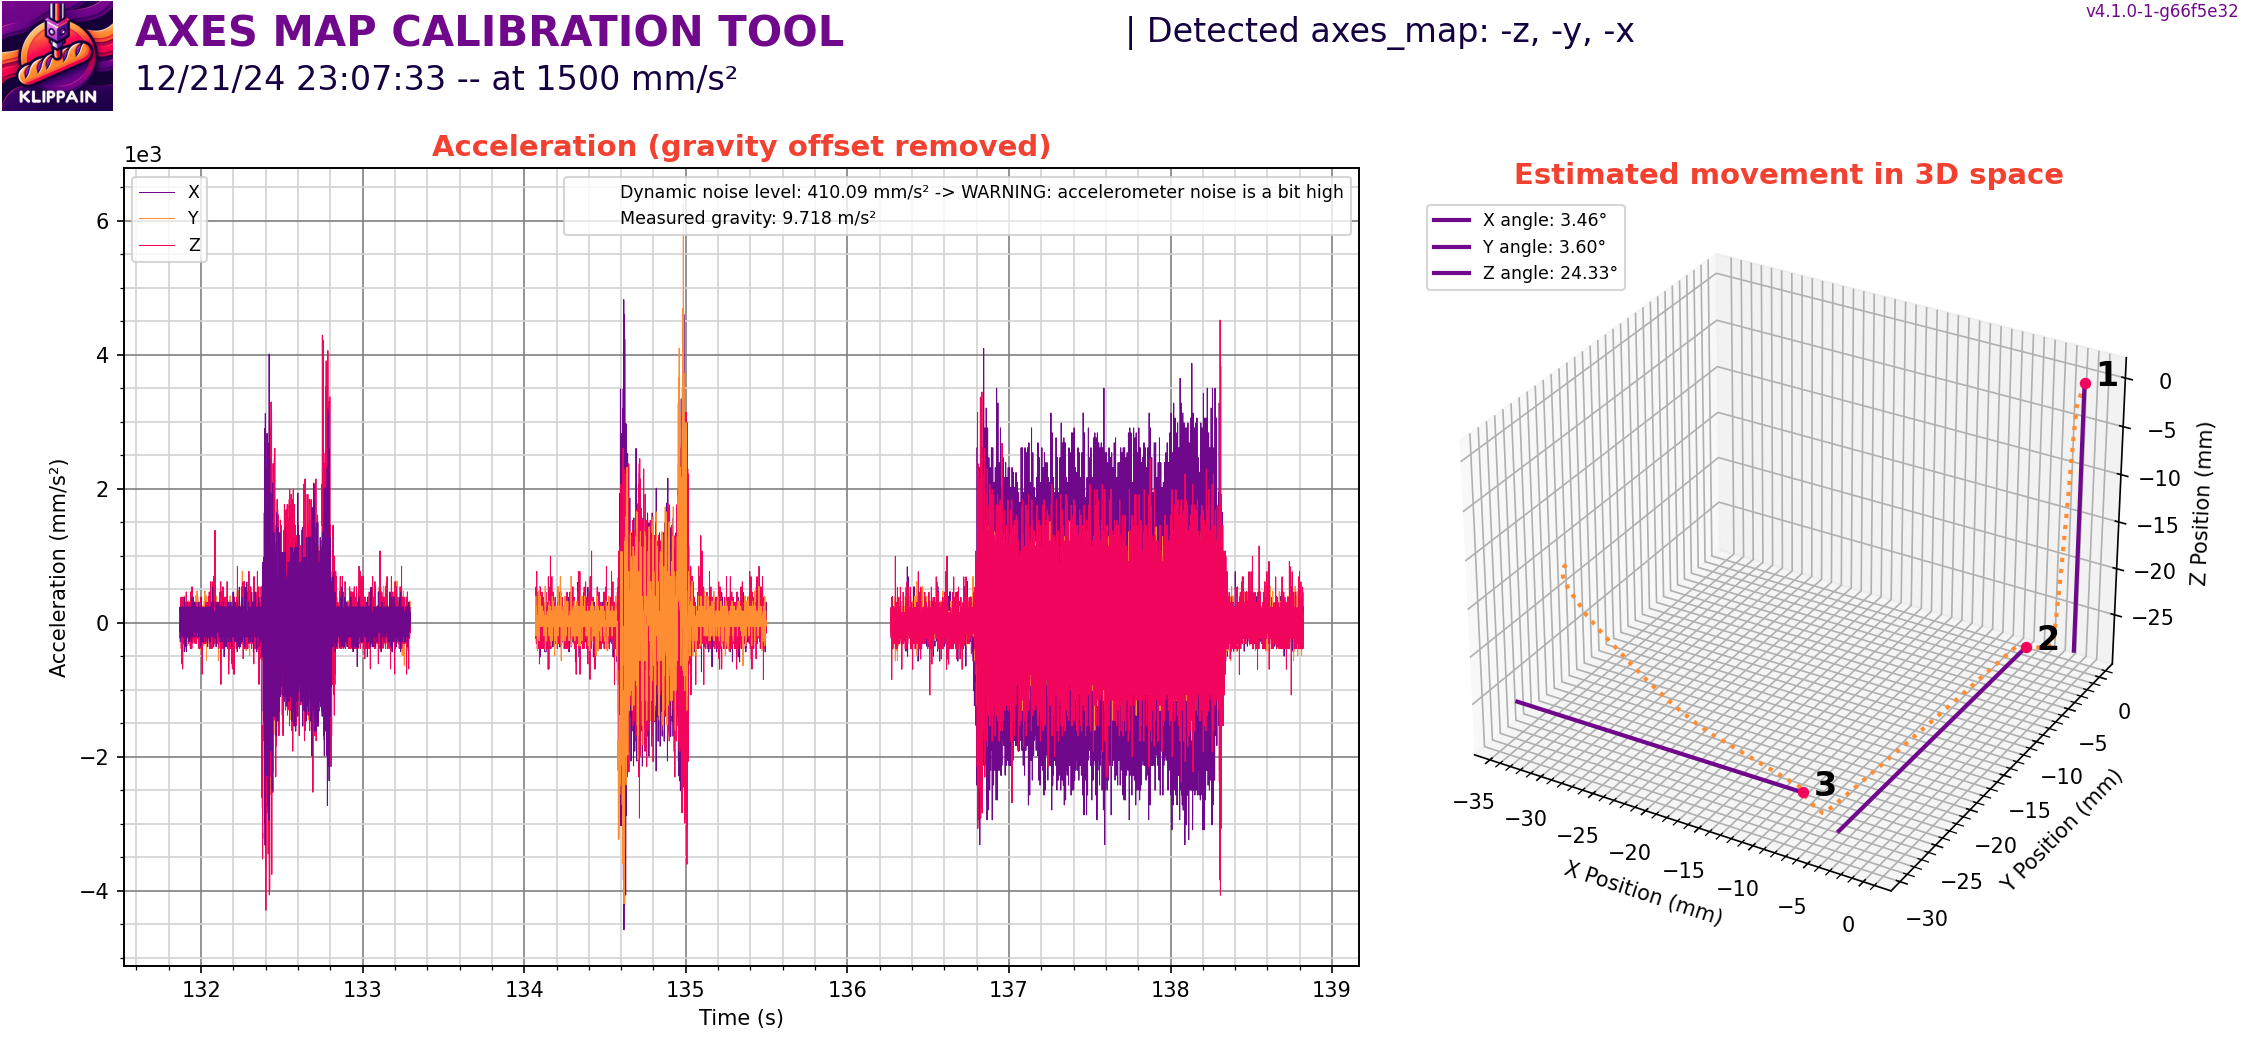 KLIPPAIN
AXES MAP CALIBRATION TOOL
12/21/24 23:07:33 -- at 1500 mm/s²
| Detected axes_map: -z, -y, -x
v4.1.0-1-g66f5e32
Acceleration (gravity offset removed)
1e3
X
Y
Z
Dynamic noise level: 410.09 mm/s² -> WARNING: accelerometer noise is a bit high
Measured gravity: 9.718 m/s²
6
4
2
0
−2
−4
Acceleration (mm/s²)
132 133 134 135 136 137 138 139
Time (s)
Estimated movement in 3D space
X angle: 3.46°
Y angle: 3.60°
Z angle: 24.33°
1
2
3
0
−5
−10
−15
−20
−25
Z Position (mm)
0
−5
−10
−15
−20
−25
−30
Y Position (mm)
−35
−30
−25
−20
−15
−10
−5
0
X Position (mm)